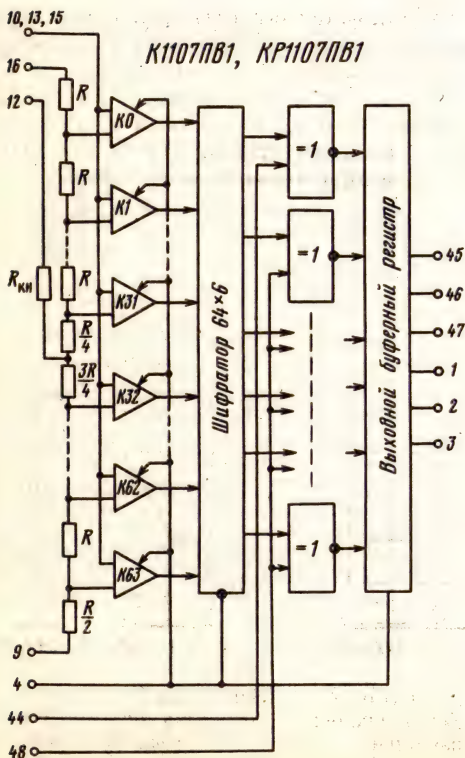 10, 13, 15
К1107ПВ1, КР1107ПВ1
16
12
R
К0
=1
R
К1
=1
Rкн
R
К31
R/4
3R/4
К32
К62
R
К63
=1
R/2
Шифратор 64×6
Выходной буферный регистр
45
46
47
1
2
3
9
4
44
48